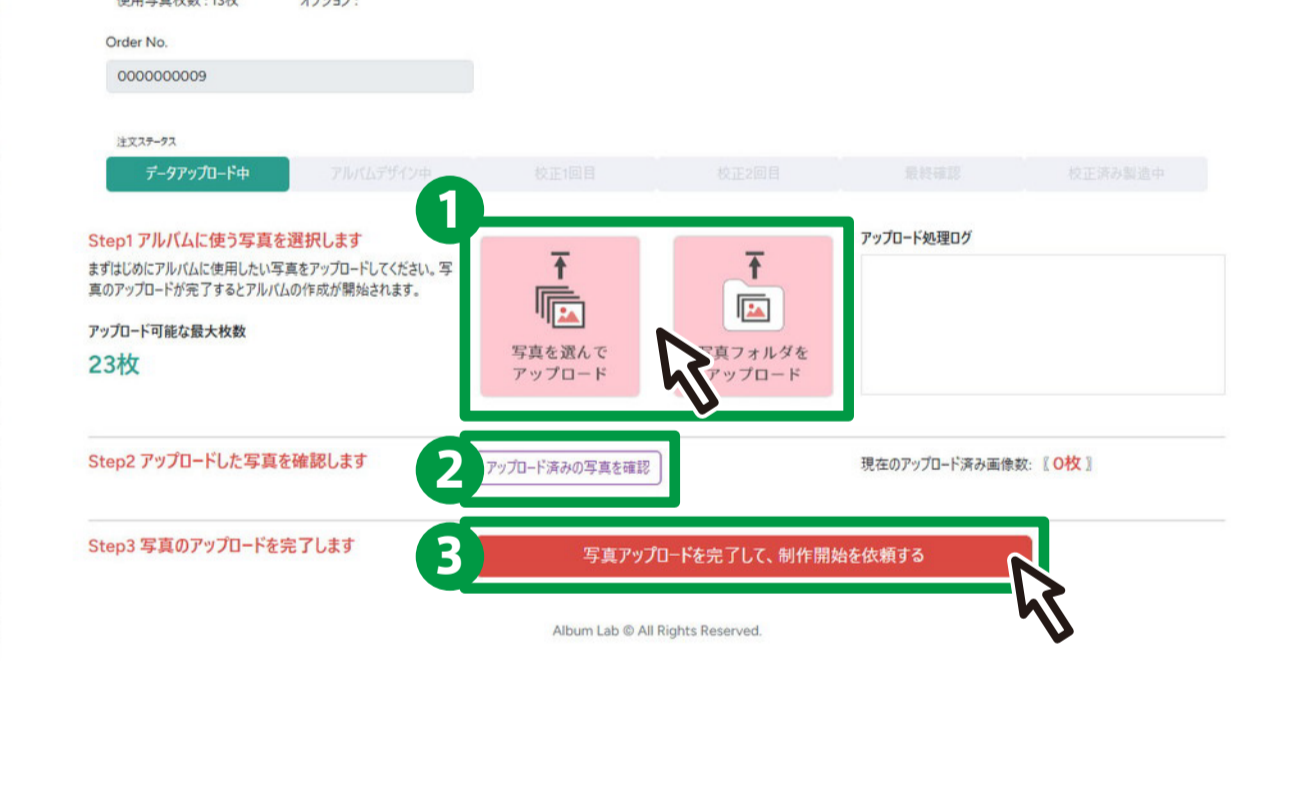 使用写真枚数 : 13枚 オプション :
Order No.
0000000009
注文ステータス
データアップロード中 アルバムデザイン中 校正1回目 校正2回目 最終確認 校正済み製造中
1
Step1 アルバムに使う写真を選択します
まずはじめにアルバムに使用したい写真をアップロードしてください。写
真のアップロードが完了するとアルバムの作成が開始されます。
アップロード可能な最大枚数
23枚
写真を選んで
アップロード
写真フォルダを
アップロード
アップロード処理ログ
Step2 アップロードした写真を確認します
2
アップロード済みの写真を確認
現在のアップロード済み画像数: 〖 0枚 〗
Step3 写真のアップロードを完了します
3
写真アップロードを完了して、制作開始を依頼する
Album Lab © All Rights Reserved.